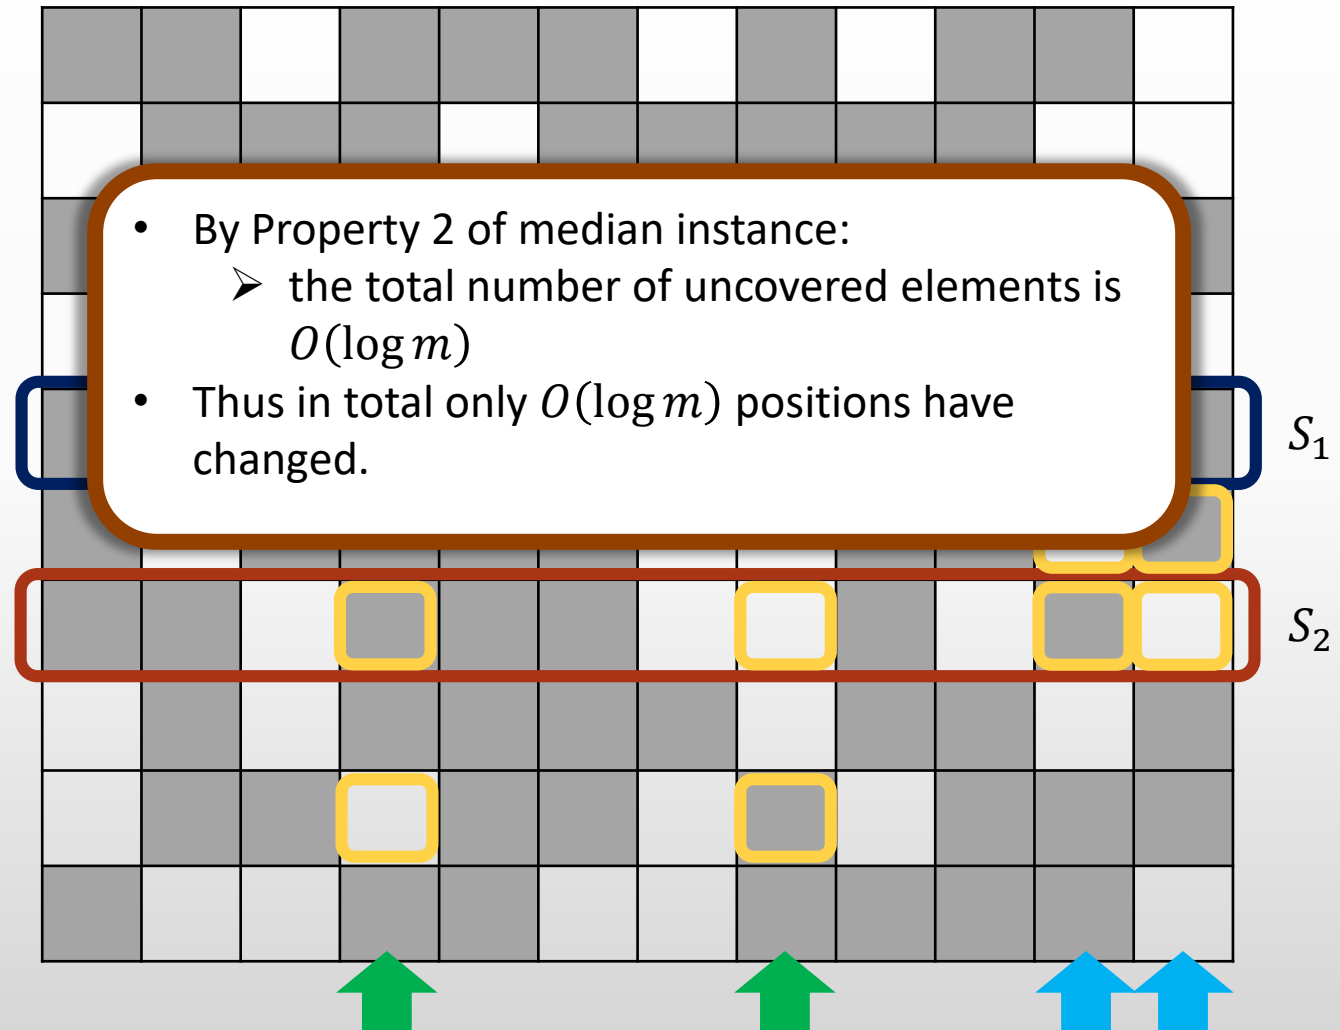 • By Property 2 of median instance:
➢ the total number of uncovered elements is
O(log m)
• Thus in total only O(log m) positions have
changed.
S₁
S₂